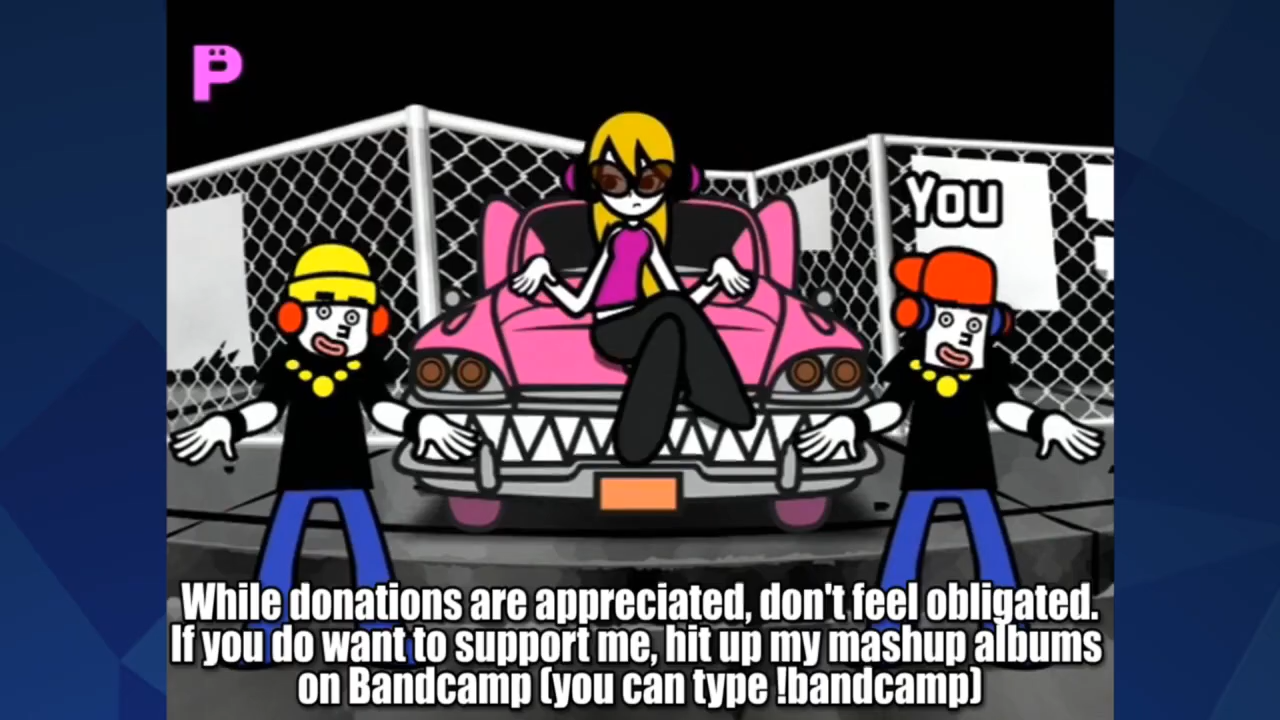 P
You
While donations are appreciated, don't feel obligated.
If you do want to support me, hit up my mashup albums
on Bandcamp (you can type !bandcamp)